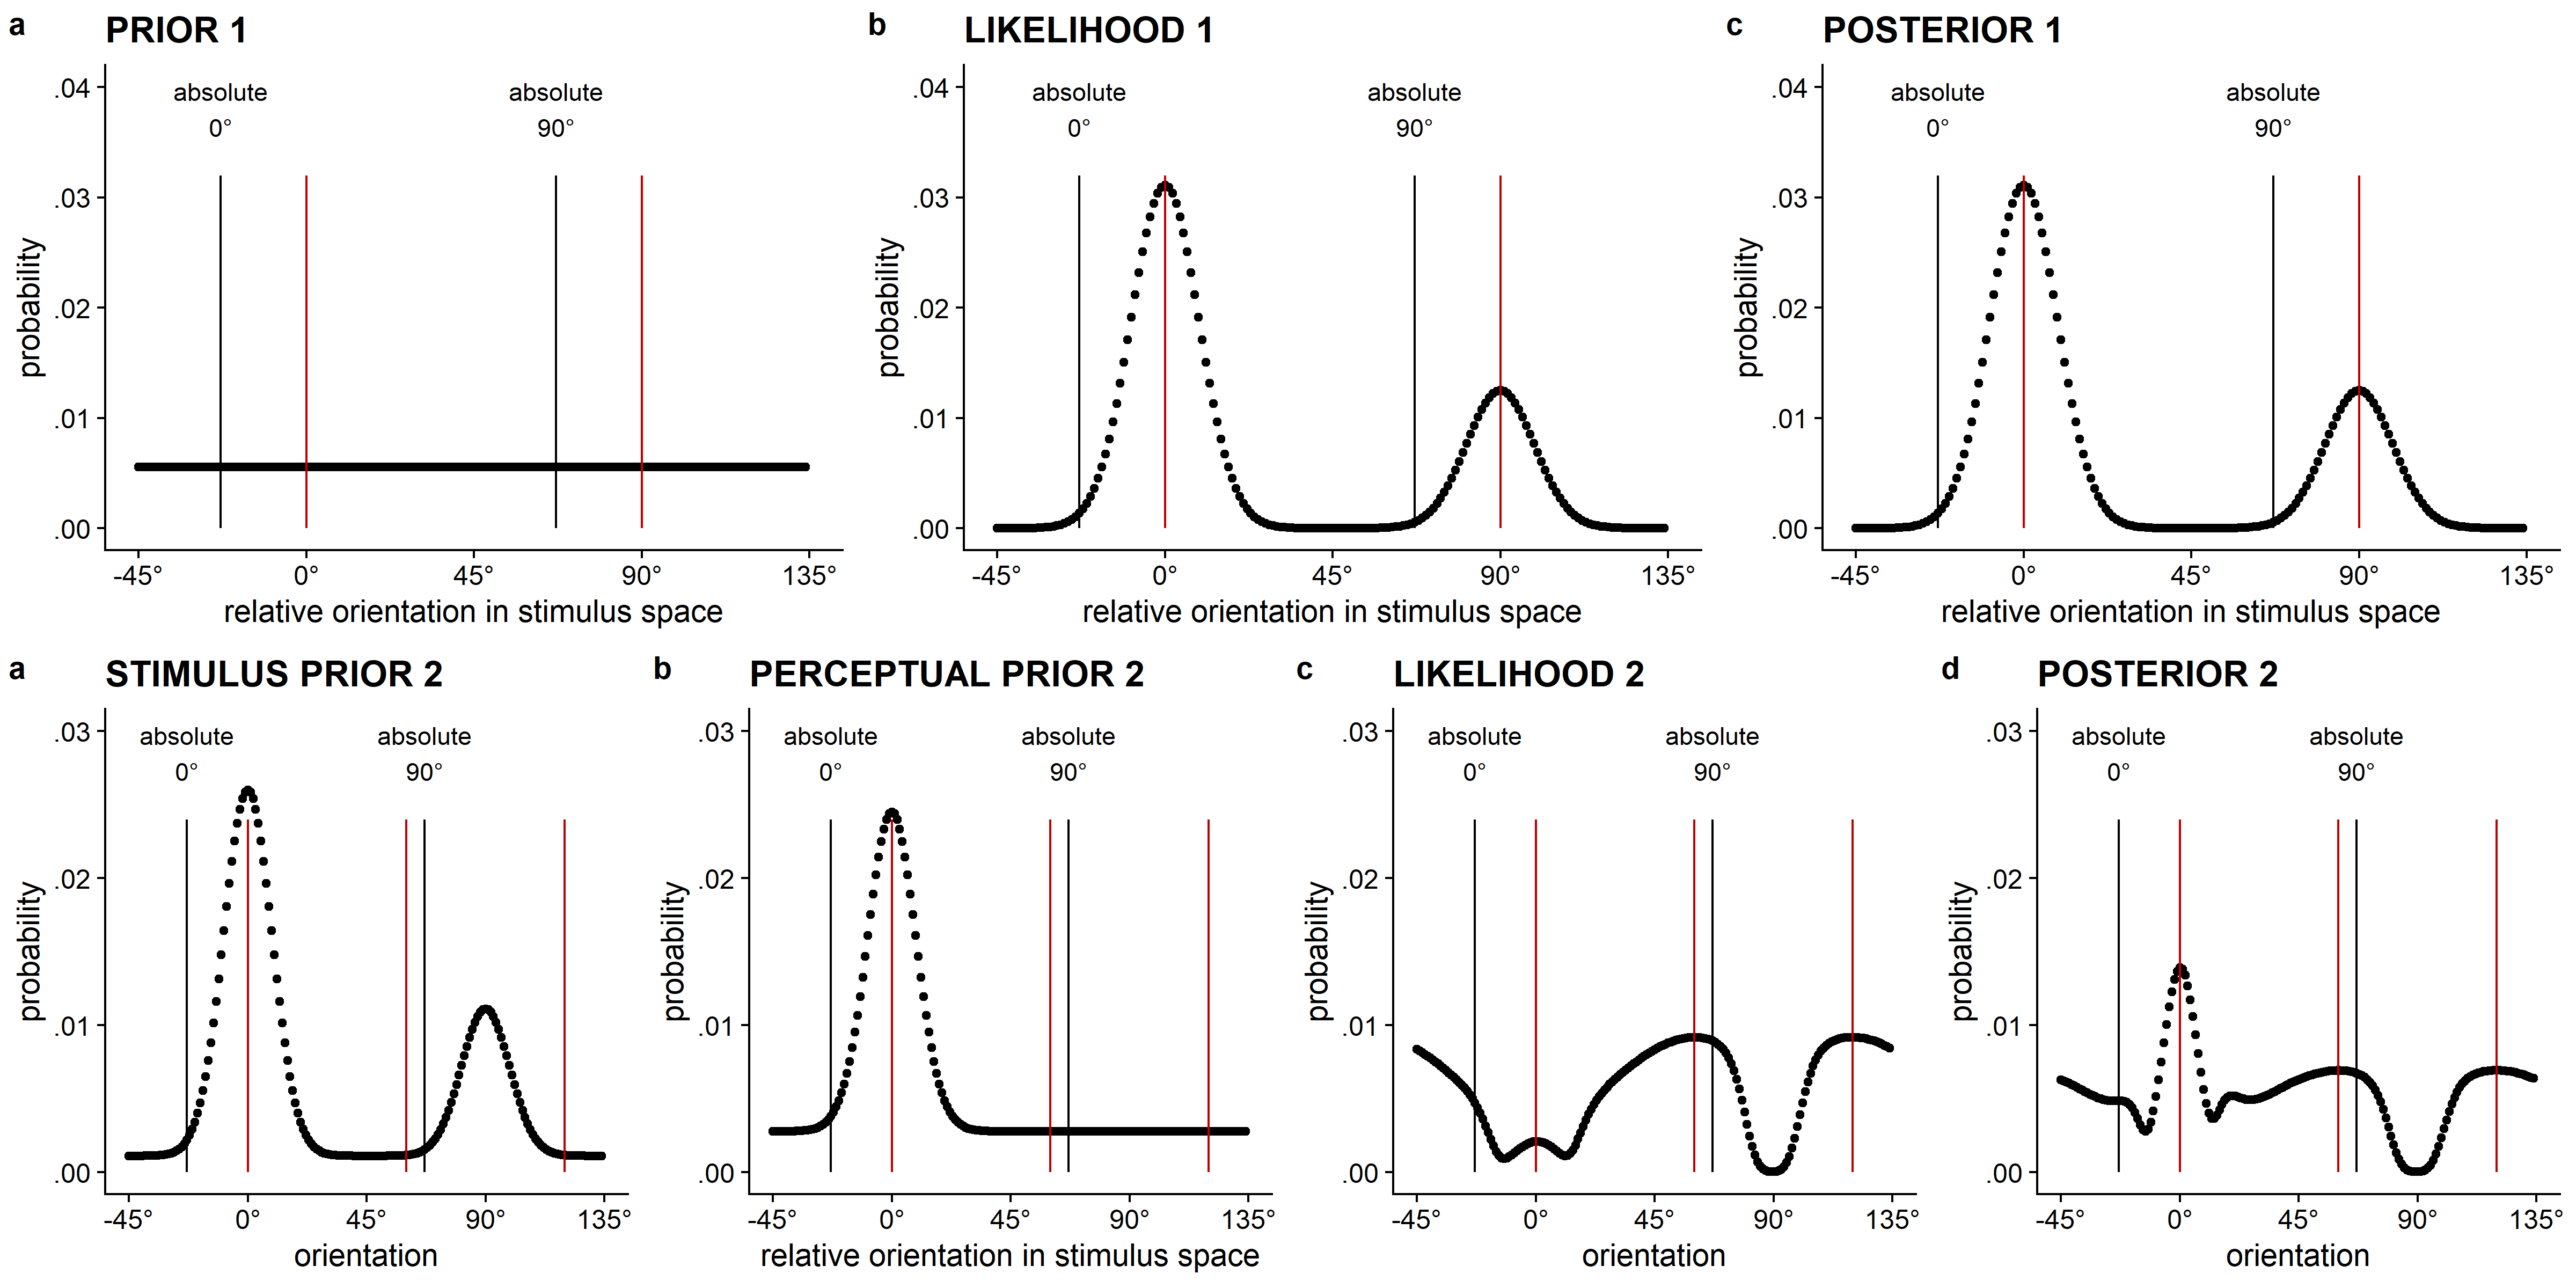 a PRIOR 1
absolute absolute
0° 90°
.04
.03
.02
.01
.00
probability
-45° 0° 45° 90° 135°
relative orientation in stimulus space
b LIKELIHOOD 1
absolute absolute
0° 90°
.04
.03
.02
.01
.00
probability
-45° 0° 45° 90° 135°
relative orientation in stimulus space
c POSTERIOR 1
absolute absolute
0° 90°
.04
.03
.02
.01
.00
probability
-45° 0° 45° 90° 135°
relative orientation in stimulus space
a STIMULUS PRIOR 2
absolute absolute
0° 90°
.03
.02
.01
.00
probability
-45° 0° 45° 90° 135°
orientation
b PERCEPTUAL PRIOR 2
absolute absolute
0° 90°
.03
.02
.01
.00
probability
-45° 0° 45° 90° 135°
relative orientation in stimulus space
c LIKELIHOOD 2
absolute absolute
0° 90°
.03
.02
.01
.00
probability
-45° 0° 45° 90° 135°
orientation
d POSTERIOR 2
absolute absolute
0° 90°
.03
.02
.01
.00
probability
-45° 0° 45° 90° 135°
orientation